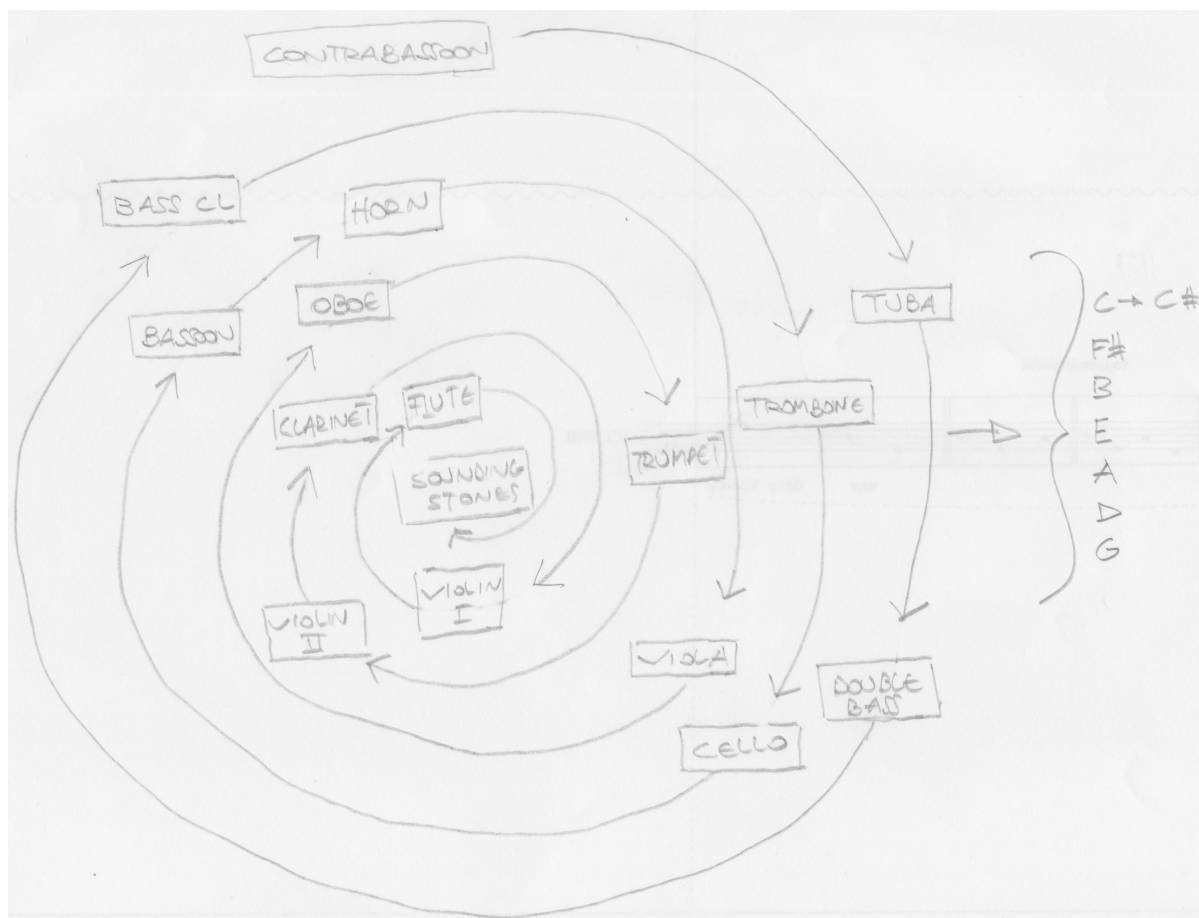 CONTRABASSOON
BASS CL
HORN
OBOE
TUBA
BASSOON
FLUTE
CLARINET
TROMBONE
TRUMPET
SOUNDING
STONES
VIOLIN
I
VIOLIN
II
VIOLA
DOUBLE
BASS
CELLO
C → C#
F#
B
E
A
D
G